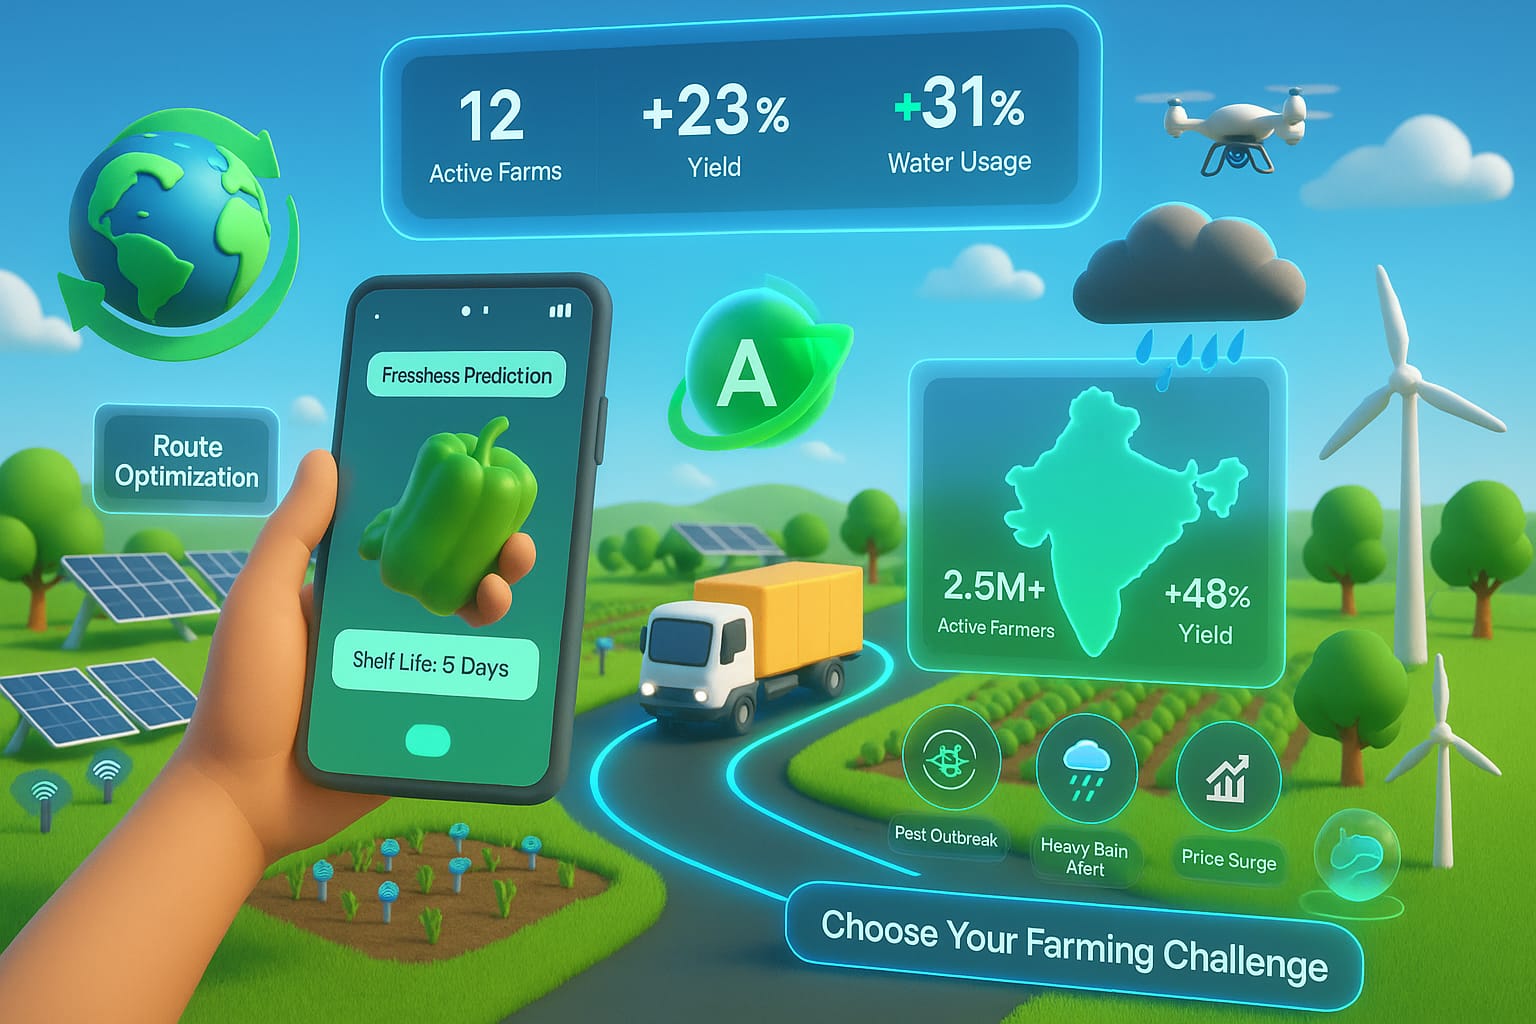 12
Active Farms
+23%
Yield
+31%
Water Usage
Fresshess Prediction
A
Route
Optimization
Shelf Life: 5 Days
2.5M+
Active Farmers
+48%
Yield
Pest Outbreak
Heavy Bain
Afert
Price Surge
Choose Your Farming Challenge